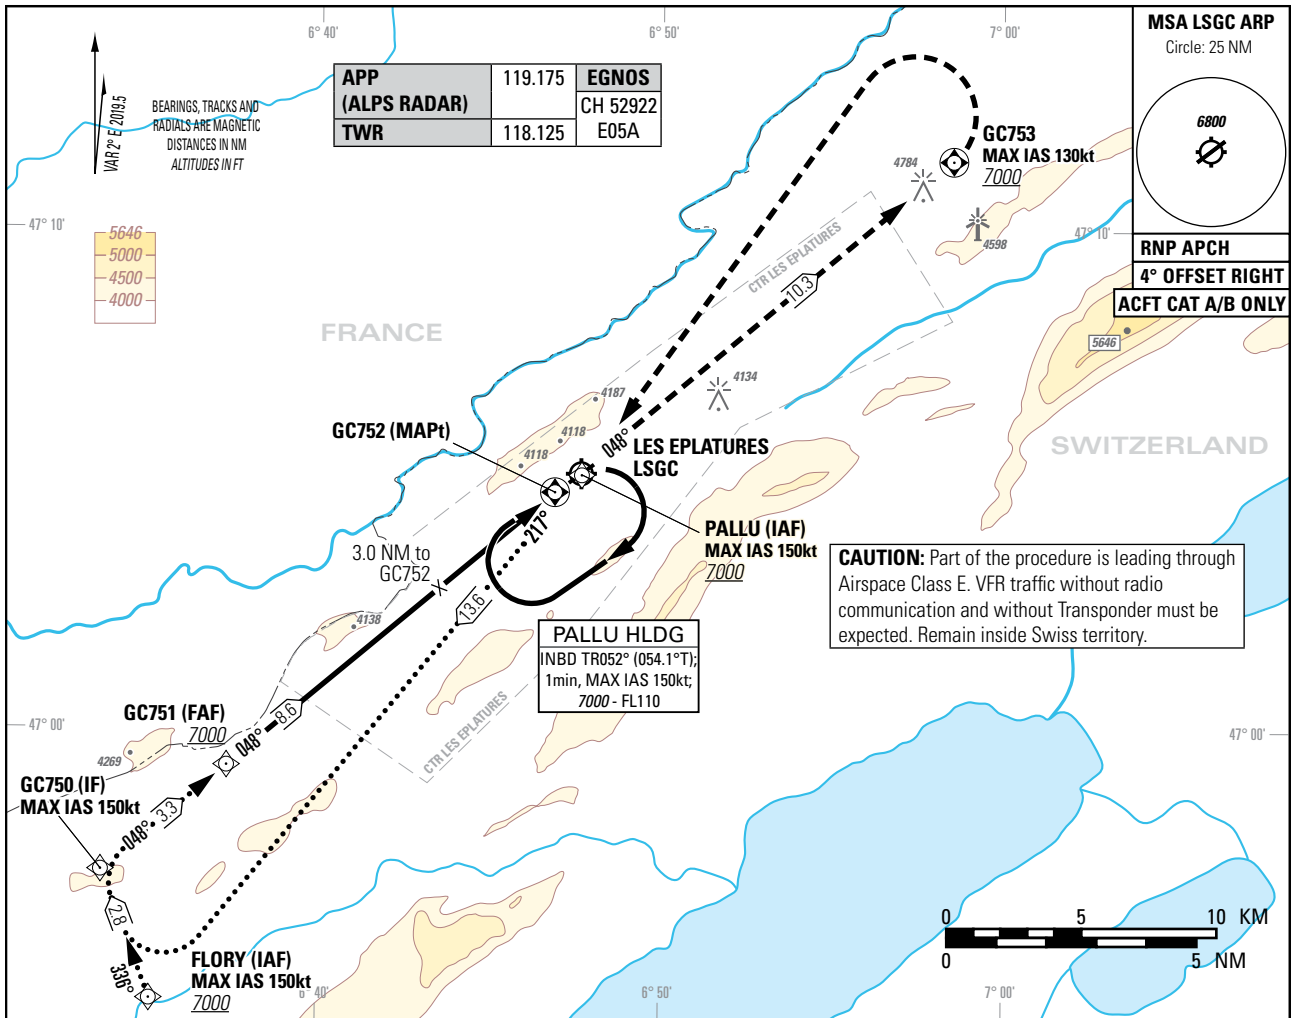 6° 40'
6° 50'
7° 00'
MSA LSGC ARP
Circle: 25 NM
6800
RNP APCH
4° OFFSET RIGHT
ACFT CAT A/B ONLY
APP
(ALPS RADAR)
119.175
EGNOS
CH 52922
E05A
TWR
118.125
VAR 2° E 2019.5
BEARINGS, TRACKS AND
RADIALS ARE MAGNETIC
DISTANCES IN NM
ALTITUDES IN FT
GC753
MAX IAS 130kt
7000
4784
4598
47° 10'
47° 10'
5646
5000
4500
4000
CTR LES EPLATURES
10.3
FRANCE
5646
4134
4187
4118
4118
GC752 (MAPt)
048°
LES EPLATURES
LSGC
SWITZERLAND
217°
PALLU (IAF)
MAX IAS 150kt
7000
3.0 NM to
GC752
13.6
CAUTION: Part of the procedure is leading through
Airspace Class E. VFR traffic without radio
communication and without Transponder must be
expected. Remain inside Swiss territory.
4138
PALLU HLDG
INBD TR052° (054.1°T);
1min, MAX IAS 150kt;
7000 - FL110
GC751 (FAF)
7000
8.6
048°
CTR LES EPLATURES
47° 00'
47° 00'
4269
GC750 (IF)
MAX IAS 150kt
3.3
048°
2.8
336°
FLORY (IAF)
MAX IAS 150kt
7000
0 5 10 KM
0 5 NM
6° 40'
6° 50'
7° 00'